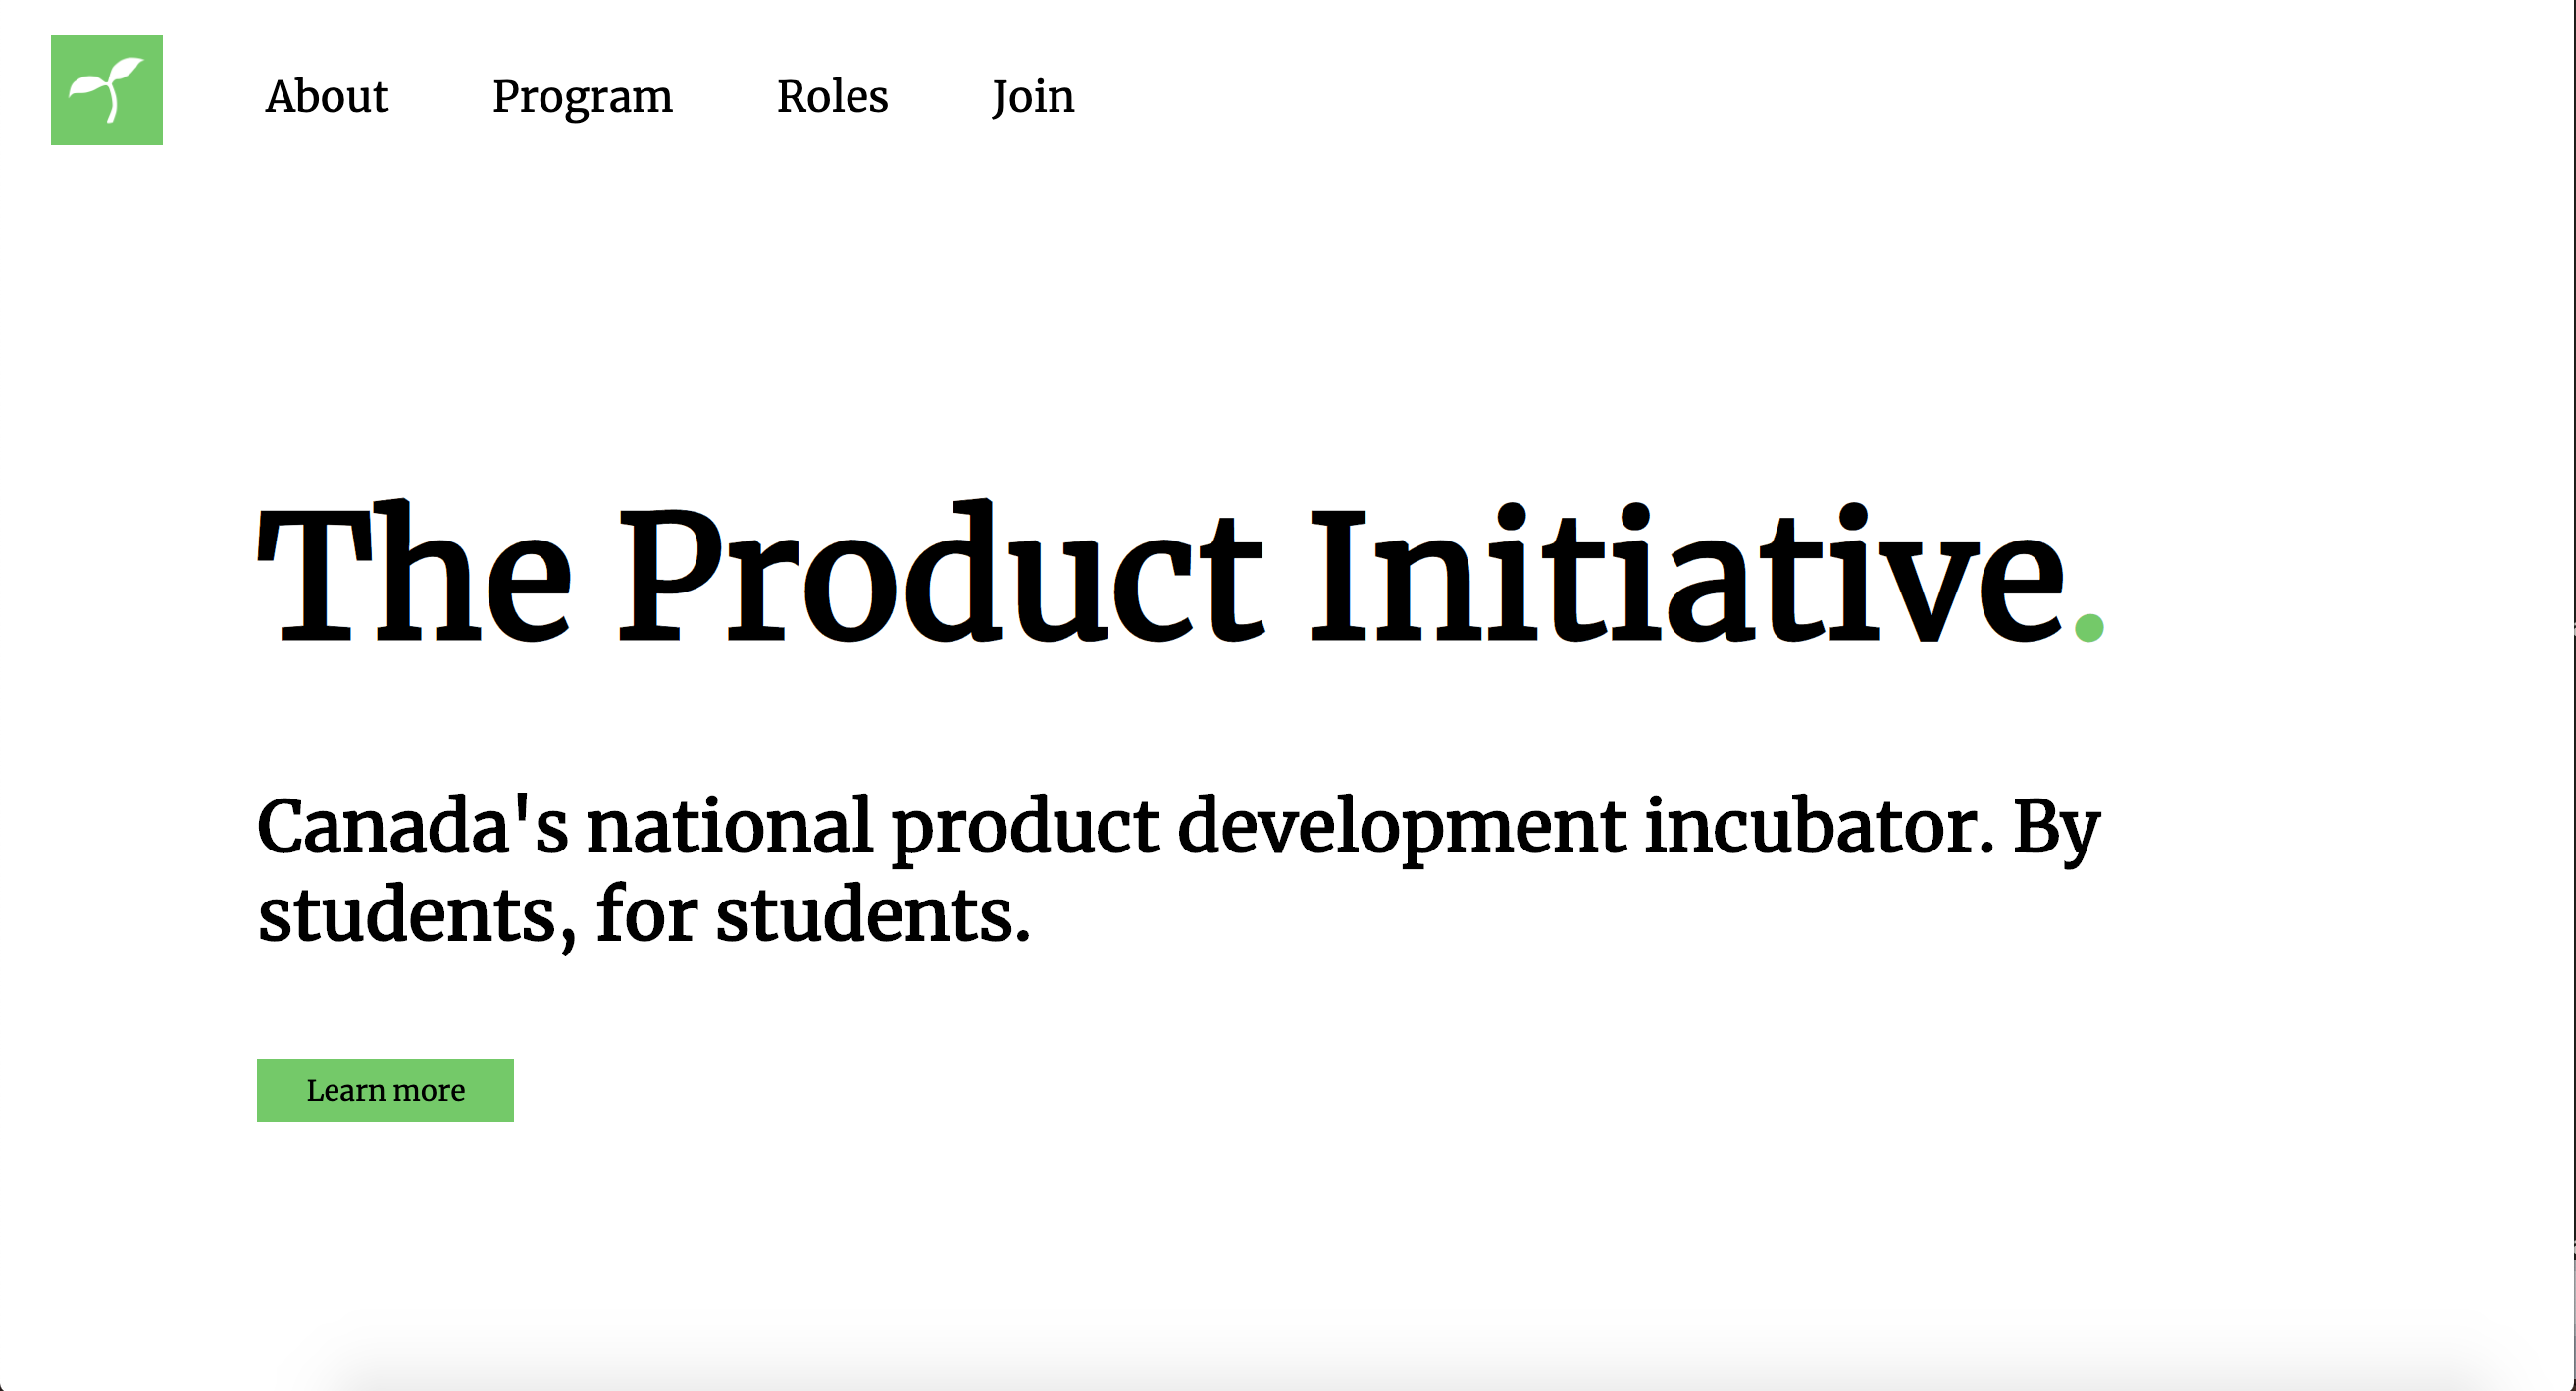 About Program Roles Join
The Product Initiative.
Canada's national product development incubator. By
students, for students.
Learn more